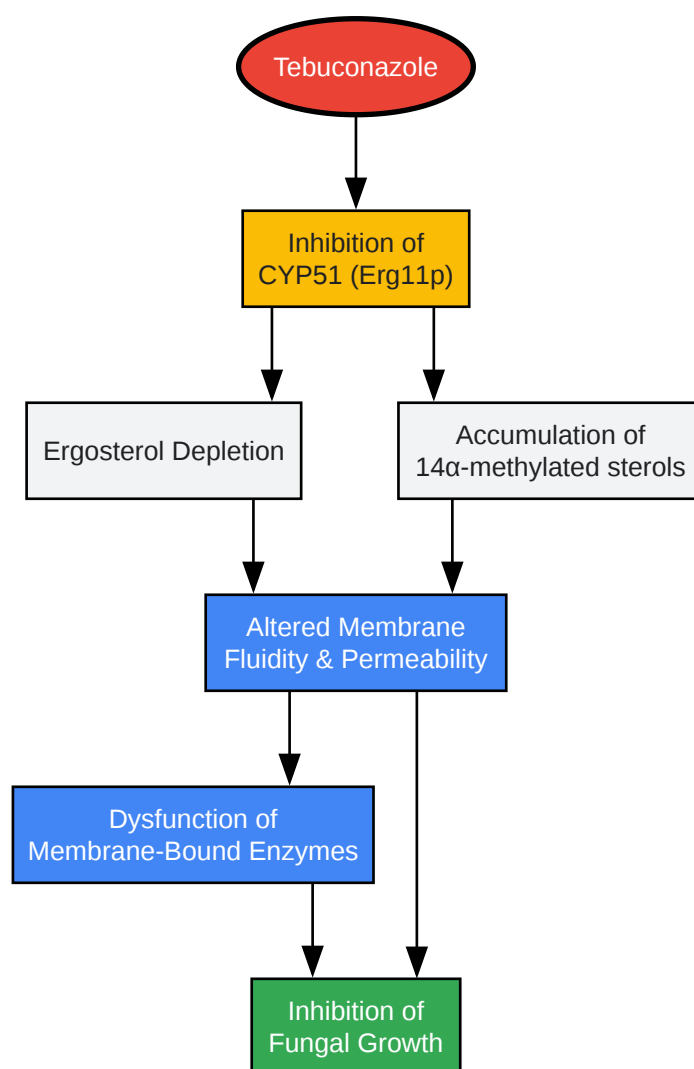 Tebuconazole
Inhibition of
CYP51 (Erg11p)
Ergosterol Depletion
Accumulation of
14α-methylated sterols
Altered Membrane
Fluidity & Permeability
Dysfunction of
Membrane-Bound Enzymes
Inhibition of
Fungal Growth